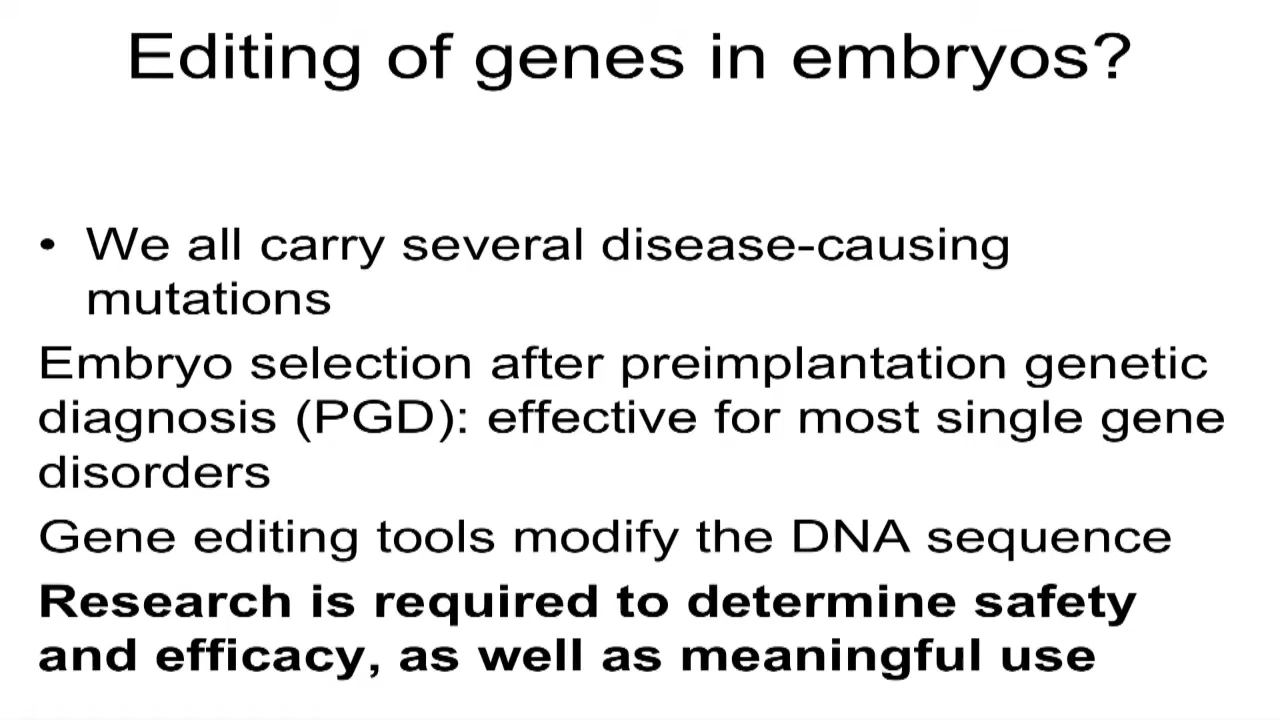 Editing of genes in embryos?
• We all carry several disease-causing
mutations
Embryo selection after preimplantation genetic
diagnosis (PGD): effective for most single gene
disorders
Gene editing tools modify the DNA sequence
Research is required to determine safety
and efficacy, as well as meaningful use